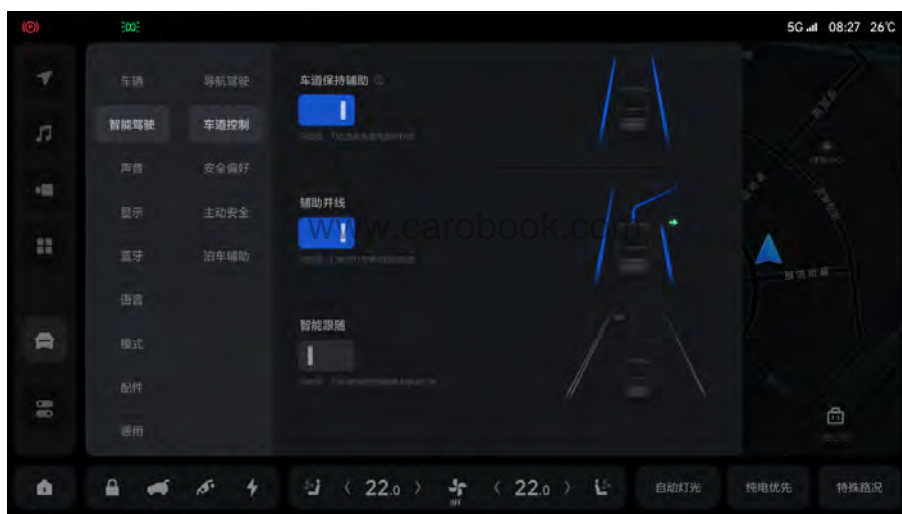 5G 08:27 26℃
车辆 导航驾驶
智能驾驶 车道控制
声音 安全偏好
显示 主动安全
蓝牙 泊车辅助
语言
模式
配件
通用
车道保持辅助
辅助并线
智能跟随
www.carobook.com
22.0 OFF 22.0
自动灯光 纯电优先 特殊路况